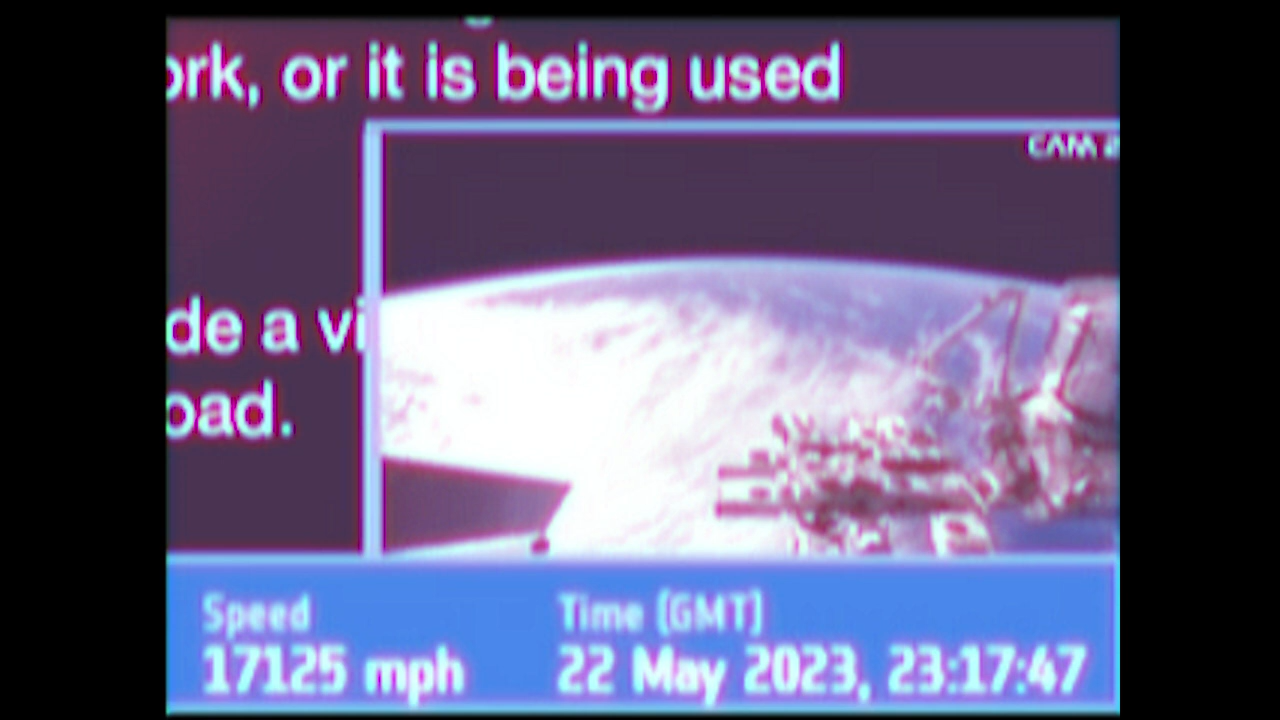 ork, or it is being used
CAM 2
de a vi
oad.
Speed Time (GMT)
17125 mph 22 May 2023, 23:17:47